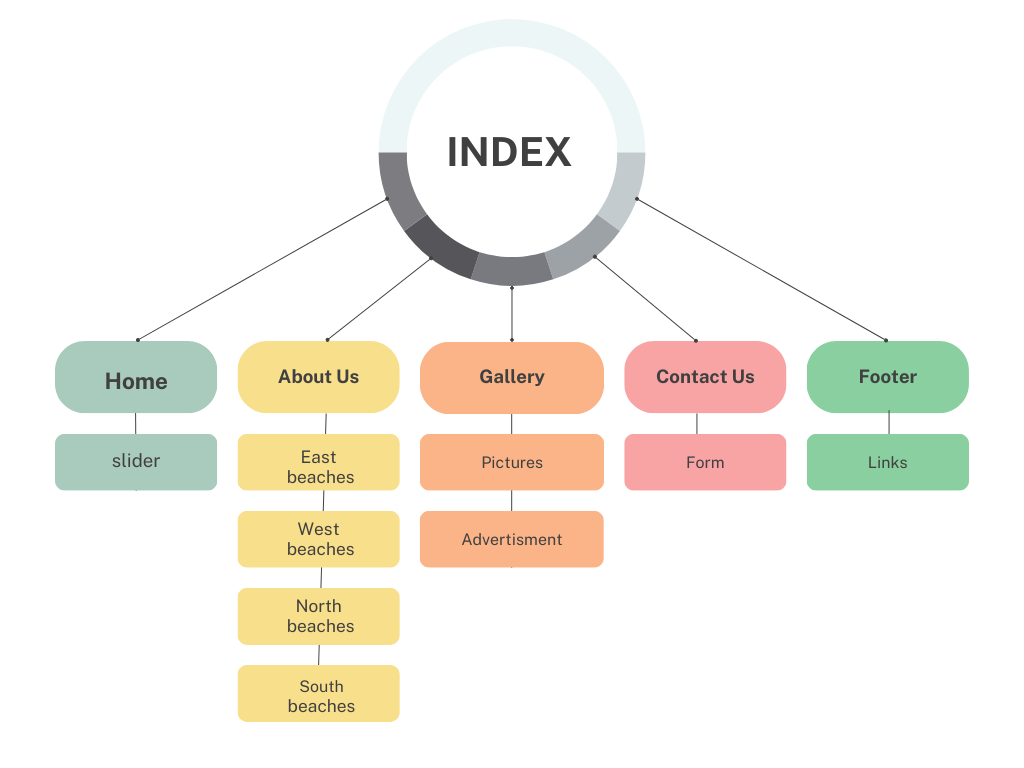 INDEX
Home
About Us
Gallery
Contact Us
Footer
slider
East
beaches
Pictures
Form
Links
West
beaches
Advertisment
North
beaches
South
beaches